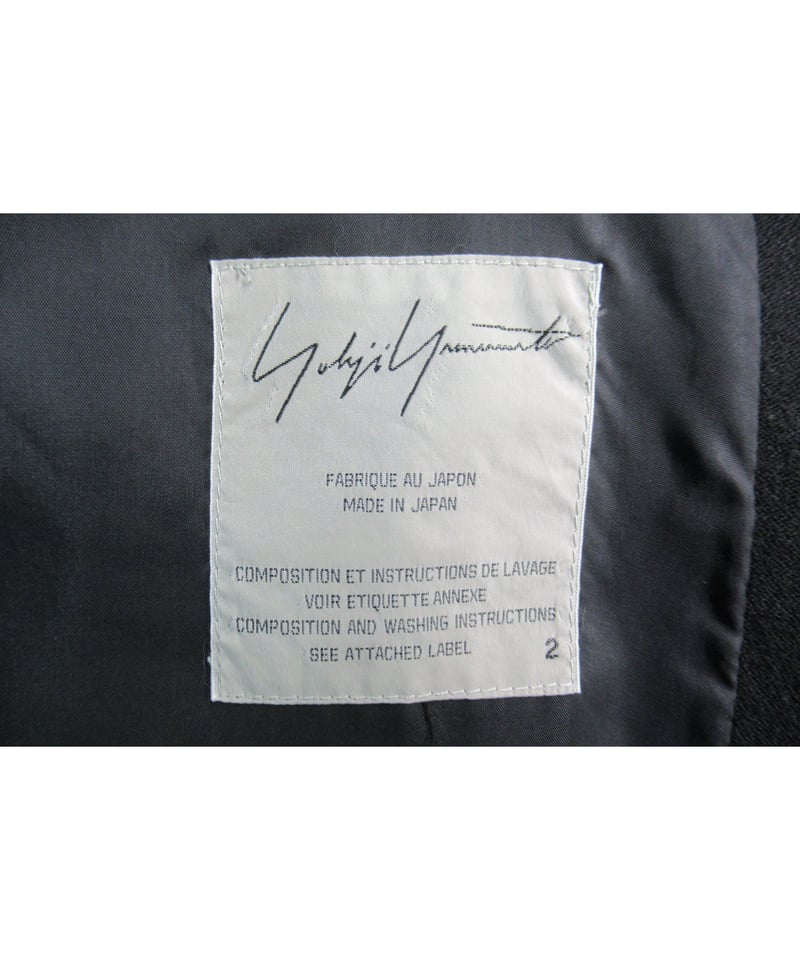 Yohji Yamamoto
FABRIQUE AU JAPON
MADE IN JAPAN
COMPOSITION ET INSTRUCTIONS DE LAVAGE
VOIR ETIQUETTE ANNEXE
COMPOSITION AND WASHING INSTRUCTIONS
SEE ATTACHED LABEL 2